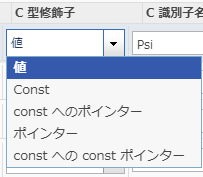 C 型修飾子
C 識別子名
値
Psi
値
Const
const へのポインター
ポインター
const への const ポインター